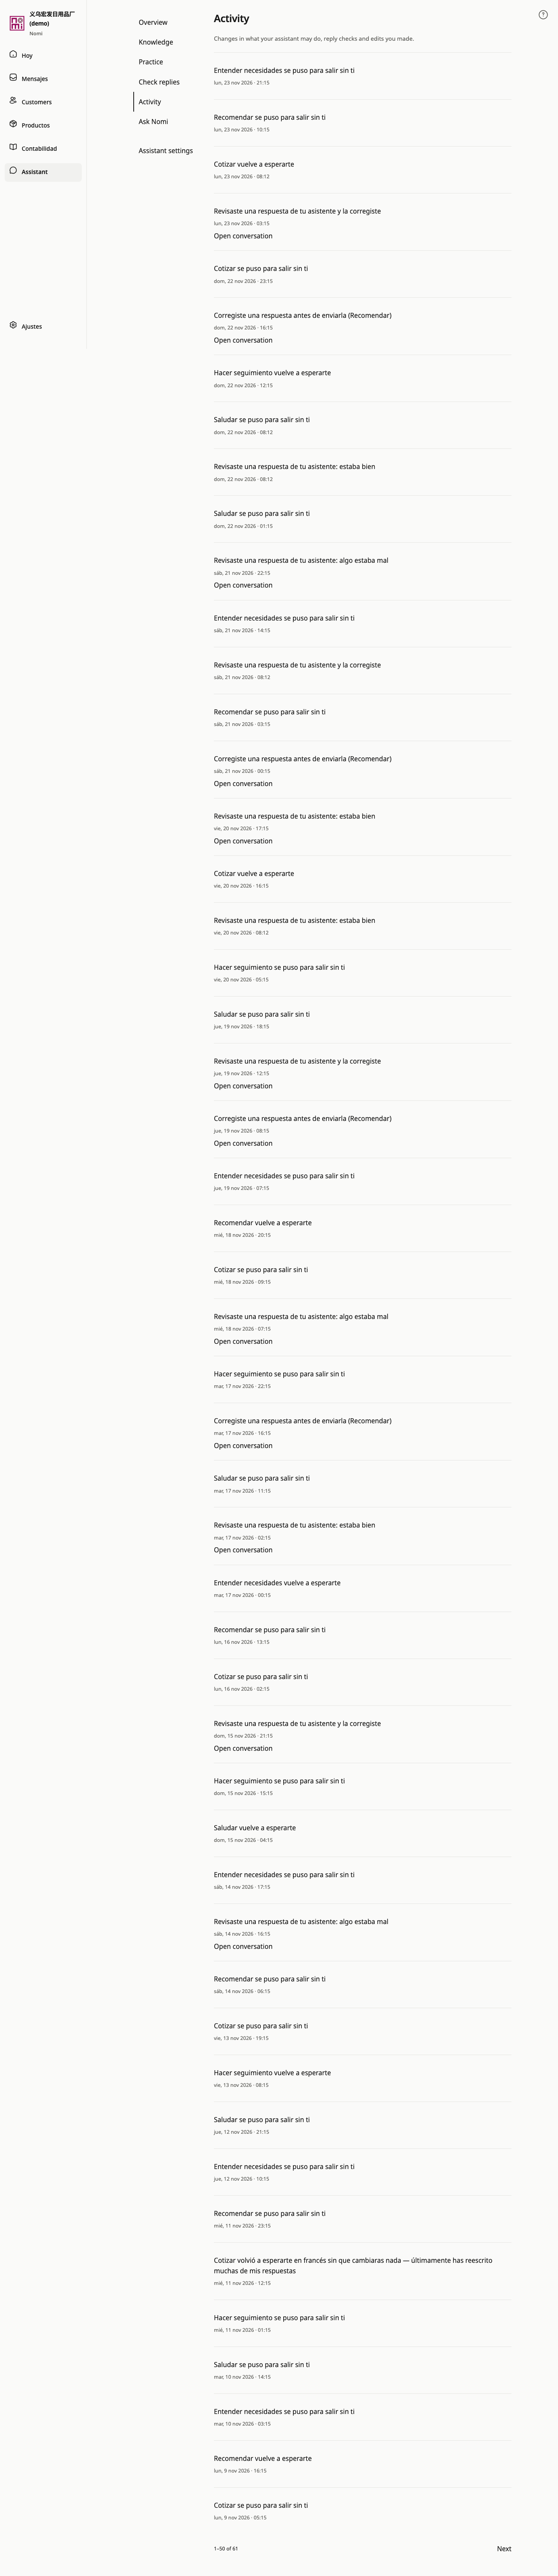 义乌宏发日用品厂
(demo)
Nomi
Hoy
Mensajes
Customers
Productos
Contabilidad
Assistant
Ajustes
Overview
Knowledge
Practice
Check replies
Activity
Ask Nomi
Assistant settings
Activity
Changes in what your assistant may do, reply checks and edits you made.
Entender necesidades se puso para salir sin ti
lun, 23 nov 2026 · 21:15
Recomendar se puso para salir sin ti
lun, 23 nov 2026 · 10:15
Cotizar vuelve a esperarte
lun, 23 nov 2026 · 08:12
Revisaste una respuesta de tu asistente y la corregiste
lun, 23 nov 2026 · 03:15
Open conversation
Cotizar se puso para salir sin ti
dom, 22 nov 2026 · 23:15
Corregiste una respuesta antes de enviarla (Recomendar)
dom, 22 nov 2026 · 16:15
Open conversation
Hacer seguimiento vuelve a esperarte
dom, 22 nov 2026 · 12:15
Saludar se puso para salir sin ti
dom, 22 nov 2026 · 08:12
Revisaste una respuesta de tu asistente: estaba bien
dom, 22 nov 2026 · 08:12
Saludar se puso para salir sin ti
dom, 22 nov 2026 · 01:15
Revisaste una respuesta de tu asistente: algo estaba mal
sáb, 21 nov 2026 · 22:15
Open conversation
Entender necesidades se puso para salir sin ti
sáb, 21 nov 2026 · 14:15
Revisaste una respuesta de tu asistente y la corregiste
sáb, 21 nov 2026 · 08:12
Recomendar se puso para salir sin ti
sáb, 21 nov 2026 · 03:15
Corregiste una respuesta antes de enviarla (Recomendar)
sáb, 21 nov 2026 · 00:15
Open conversation
Revisaste una respuesta de tu asistente: estaba bien
vie, 20 nov 2026 · 17:15
Open conversation
Cotizar vuelve a esperarte
vie, 20 nov 2026 · 16:15
Revisaste una respuesta de tu asistente: estaba bien
vie, 20 nov 2026 · 08:12
Hacer seguimiento se puso para salir sin ti
vie, 20 nov 2026 · 05:15
Saludar se puso para salir sin ti
jue, 19 nov 2026 · 18:15
Revisaste una respuesta de tu asistente y la corregiste
jue, 19 nov 2026 · 12:15
Open conversation
Corregiste una respuesta antes de enviarla (Recomendar)
jue, 19 nov 2026 · 08:15
Open conversation
Entender necesidades se puso para salir sin ti
jue, 19 nov 2026 · 07:15
Recomendar vuelve a esperarte
mié, 18 nov 2026 · 20:15
Cotizar se puso para salir sin ti
mié, 18 nov 2026 · 09:15
Revisaste una respuesta de tu asistente: algo estaba mal
mié, 18 nov 2026 · 07:15
Open conversation
Hacer seguimiento se puso para salir sin ti
mar, 17 nov 2026 · 22:15
Corregiste una respuesta antes de enviarla (Recomendar)
mar, 17 nov 2026 · 16:15
Open conversation
Saludar se puso para salir sin ti
mar, 17 nov 2026 · 11:15
Revisaste una respuesta de tu asistente: estaba bien
mar, 17 nov 2026 · 02:15
Open conversation
Entender necesidades vuelve a esperarte
mar, 17 nov 2026 · 00:15
Recomendar se puso para salir sin ti
lun, 16 nov 2026 · 13:15
Cotizar se puso para salir sin ti
lun, 16 nov 2026 · 02:15
Revisaste una respuesta de tu asistente y la corregiste
dom, 15 nov 2026 · 21:15
Open conversation
Hacer seguimiento se puso para salir sin ti
dom, 15 nov 2026 · 15:15
Saludar vuelve a esperarte
dom, 15 nov 2026 · 04:15
Entender necesidades se puso para salir sin ti
sáb, 14 nov 2026 · 17:15
Revisaste una respuesta de tu asistente: algo estaba mal
sáb, 14 nov 2026 · 16:15
Open conversation
Recomendar se puso para salir sin ti
sáb, 14 nov 2026 · 06:15
Cotizar se puso para salir sin ti
vie, 13 nov 2026 · 19:15
Hacer seguimiento vuelve a esperarte
vie, 13 nov 2026 · 08:15
Saludar se puso para salir sin ti
jue, 12 nov 2026 · 21:15
Entender necesidades se puso para salir sin ti
jue, 12 nov 2026 · 10:15
Recomendar se puso para salir sin ti
mié, 11 nov 2026 · 23:15
Cotizar volvió a esperarte en francés sin que cambiaras nada — últimamente has reescrito
muchas de mis respuestas
mié, 11 nov 2026 · 12:15
Hacer seguimiento se puso para salir sin ti
mié, 11 nov 2026 · 01:15
Saludar se puso para salir sin ti
mar, 10 nov 2026 · 14:15
Entender necesidades se puso para salir sin ti
mar, 10 nov 2026 · 03:15
Recomendar vuelve a esperarte
lun, 9 nov 2026 · 16:15
Cotizar se puso para salir sin ti
lun, 9 nov 2026 · 05:15
1–50 of 61
Next